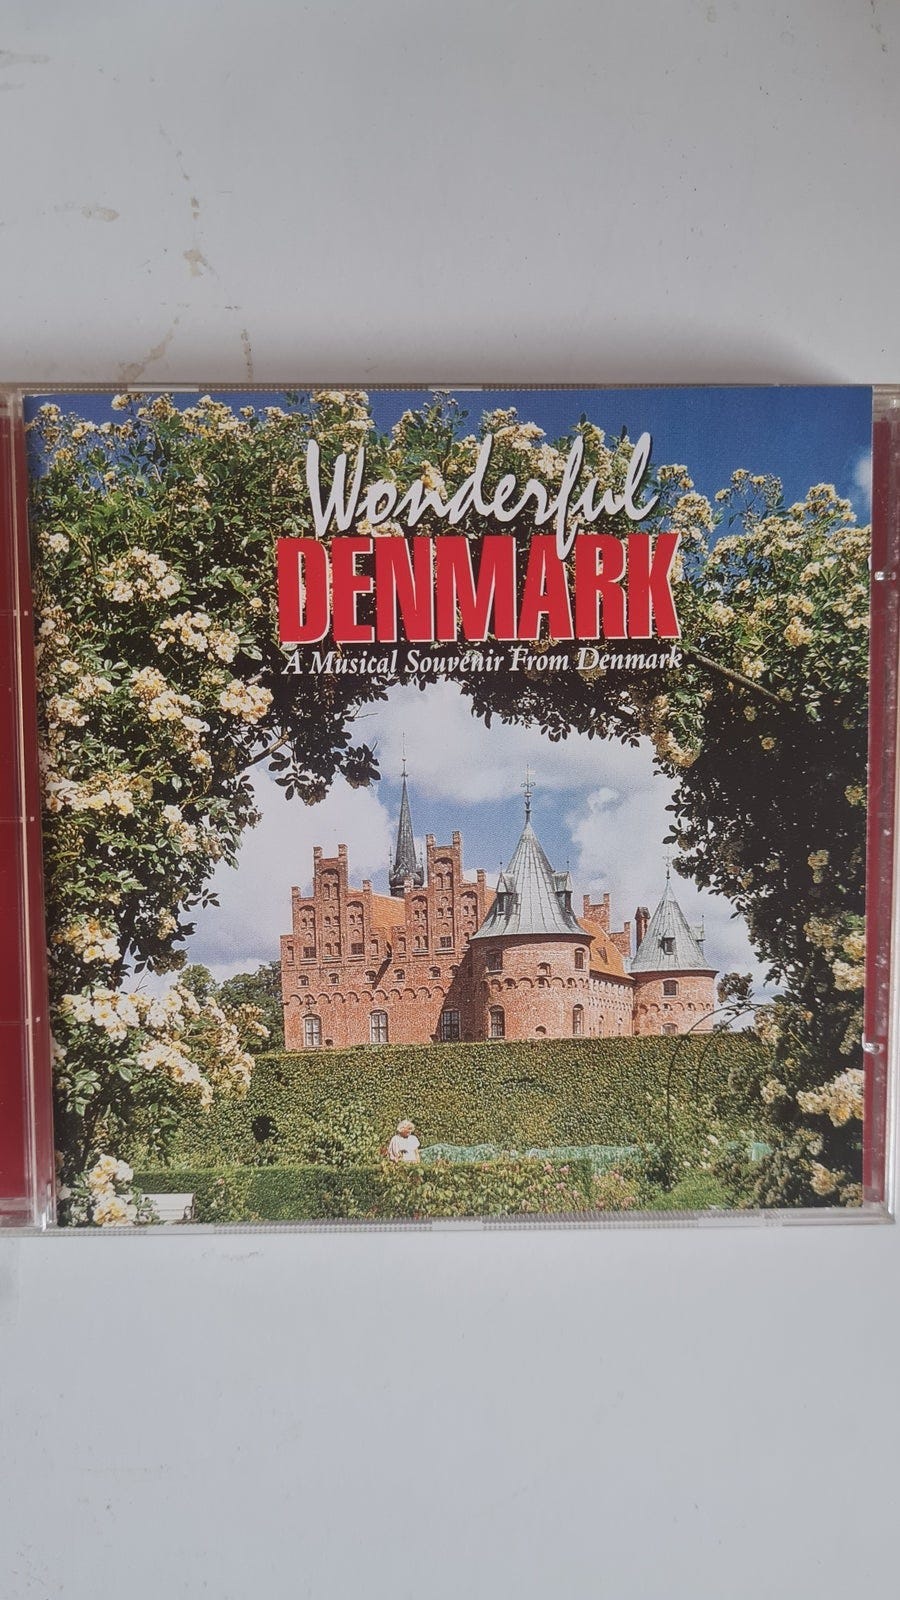 Wonderful
DENMARK
A Musical Souvenir From Denmark